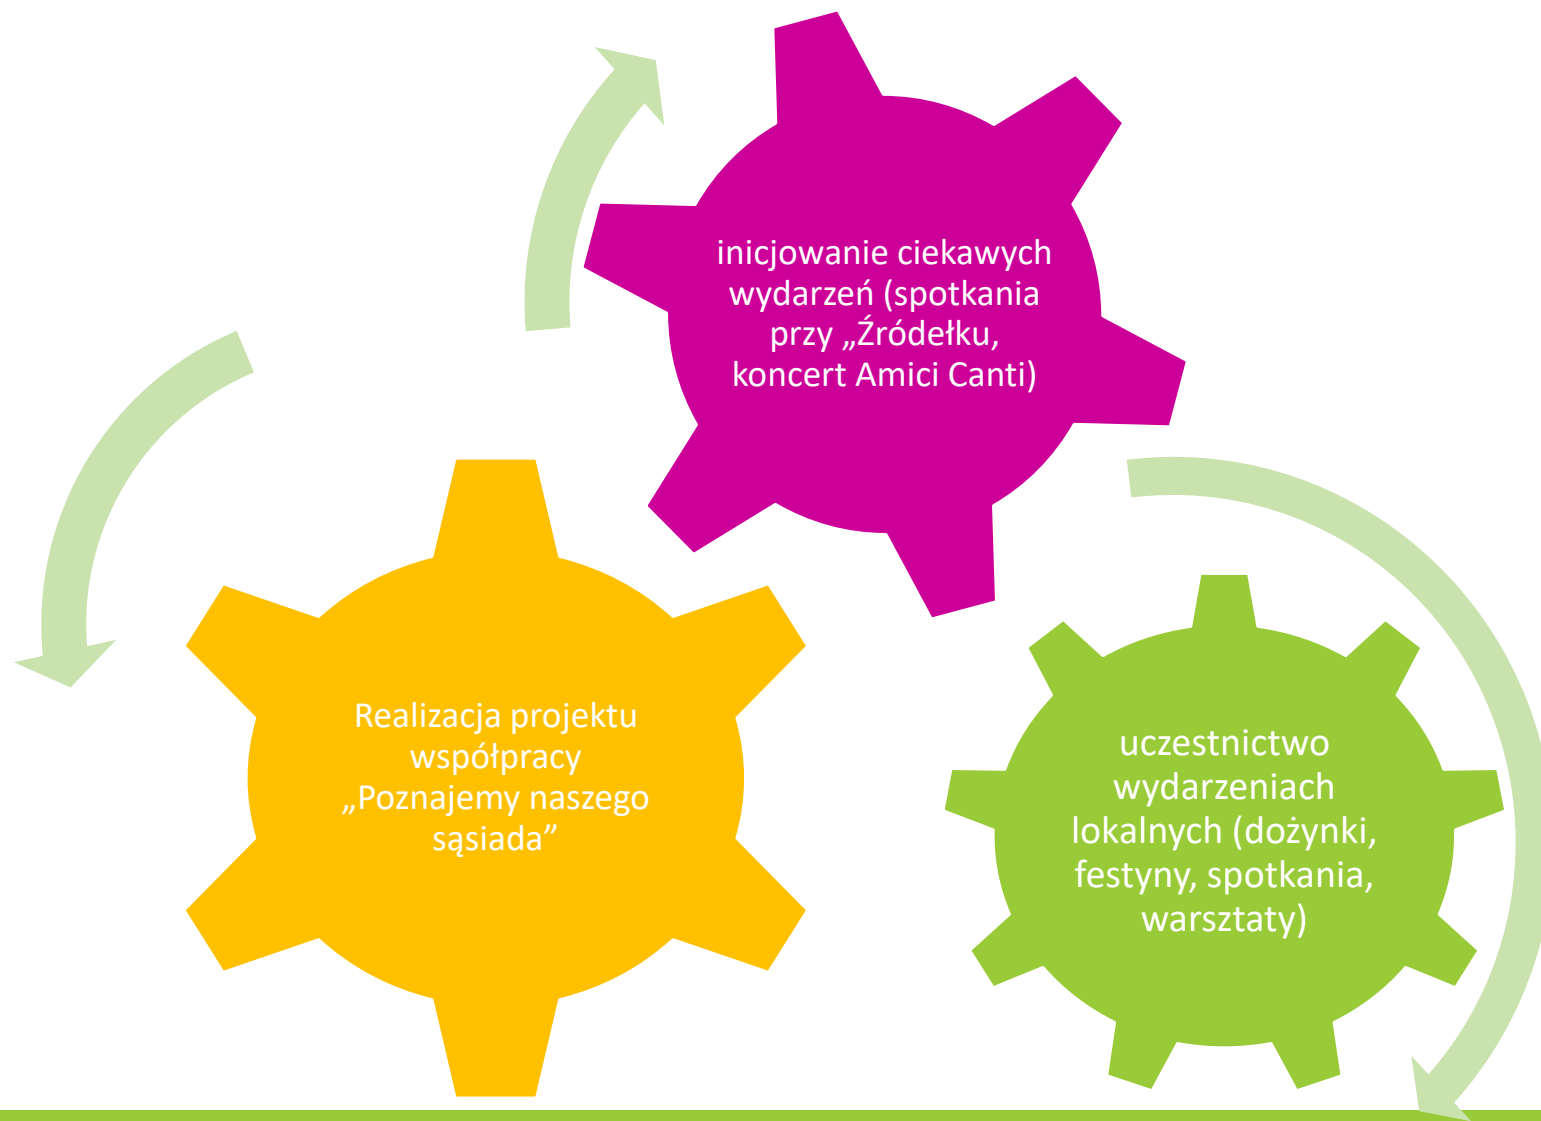 inicjowanie ciekawych
wydarzeń (spotkania
przy „Źródełku,
koncert Amici Canti)
Realizacja projektu
współpracy
„Poznajemy naszego
sąsiada”
uczestnictwo
wydarzeniach
lokalnych (dożynki,
festyny, spotkania,
warsztaty)